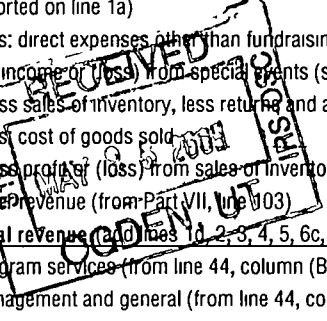 orted on line 1a)
s: direct expenses other than fundraisin
income or (loss) from special events (s
ss sales of inventory, less returns and a
s: cost of goods sold
ss profit or (loss) from sales of invento
revenue (from Part VII, line 103)
al revenue (add lines 1d, 2, 3, 4, 5, 6c,
gram services (from line 44, column (B
nagement and general (from line 44, co
RECEIVED
MAY 2003
OGDEN, UT
IRS-OSC